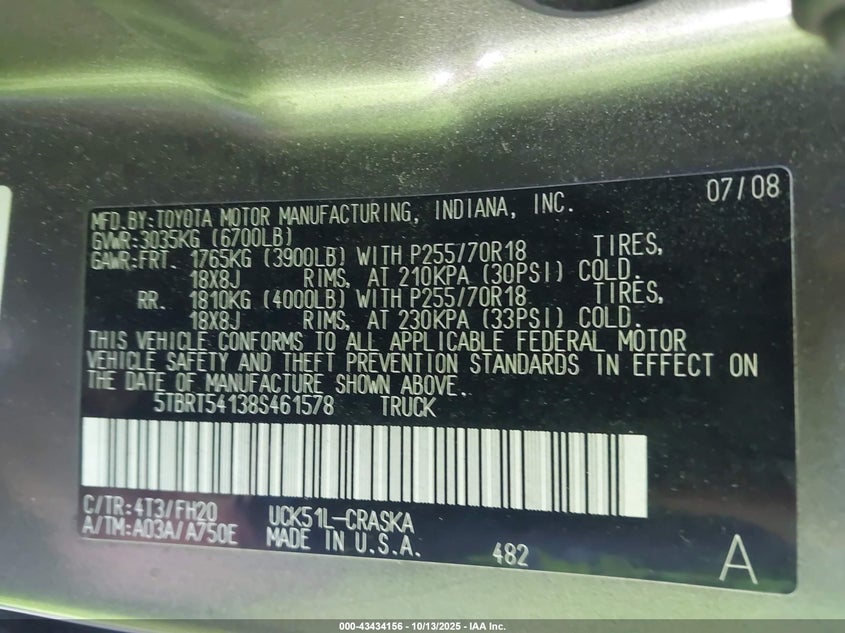 07/08
MFD.BY:TOYOTA MOTOR MANUFACTURING, INDIANA, INC.
GVWR:3035KG (6700LB)
GAWR:FRT. 1765KG (3900LB) WITH P255/70R18 TIRES,
18X8J RIMS, AT 210KPA (30PSI) COLD.
RR. 1810KG (4000LB) WITH P255/70R18 TIRES,
18X8J RIMS, AT 230KPA (33PSI) COLD.
THIS VEHICLE CONFORMS TO ALL APPLICABLE FEDERAL MOTOR
VEHICLE SAFETY AND THEFT PREVENTION STANDARDS IN EFFECT ON
THE DATE OF MANUFACTURE SHOWN ABOVE.
5TBRT54138S461578 TRUCK
C/TR:4T3/FH20 UCK51L-CRASKA
A/TM:A03A/A750E MADE IN U.S.A. 482 A
000-43434156 - 10/13/2025 - IAA Inc.